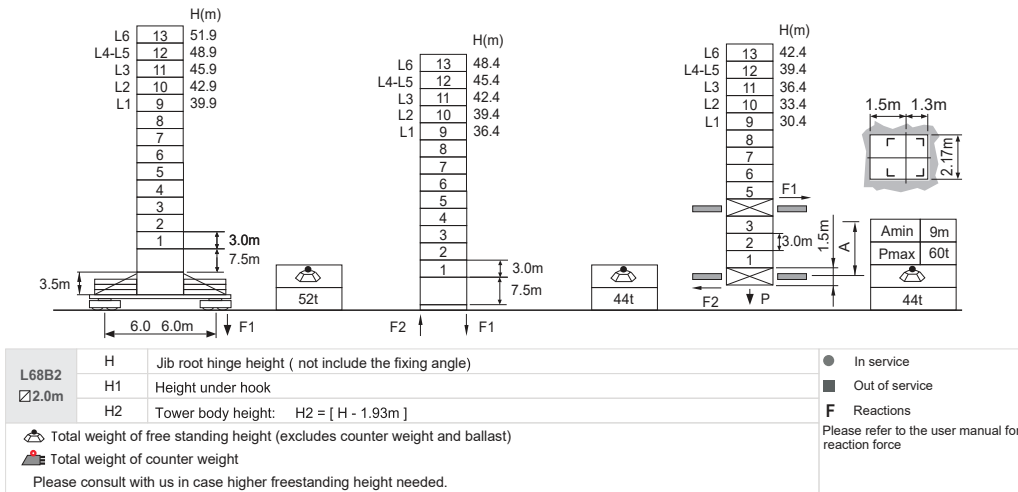 H(m)
L6 13 51.9
L4-L5 12 48.9
L3 11 45.9
L2 10 42.9
L1 9 39.9
8
7
6
5
4
3
2
1
3.0m
7.5m
3.5m
6.0 6.0m
F1
52t
H(m)
L6 13 48.4
L4-L5 12 45.4
L3 11 42.4
L2 10 39.4
L1 9 36.4
8
7
6
5
4
3
2
1
3.0m
7.5m
F2 F1
44t
H(m)
L6 13 42.4
L4-L5 12 39.4
L3 11 36.4
L2 10 33.4
L1 9 30.4
8
7
6
5
F1
3
2
1
3.0m
1.5m
A
F2 P
1.5m 1.3m
2.17m
Amin 9m
Pmax 60t
44t
L68B2
2.0m
H Jib root hinge height ( not include the fixing angle)
H1 Height under hook
H2 Tower body height: H2 = [ H - 1.93m ]
Total weight of free standing height (excludes counter weight and ballast)
Total weight of counter weight
Please consult with us in case higher freestanding height needed.
In service
Out of service
F Reactions
Please refer to the user manual for
reaction force